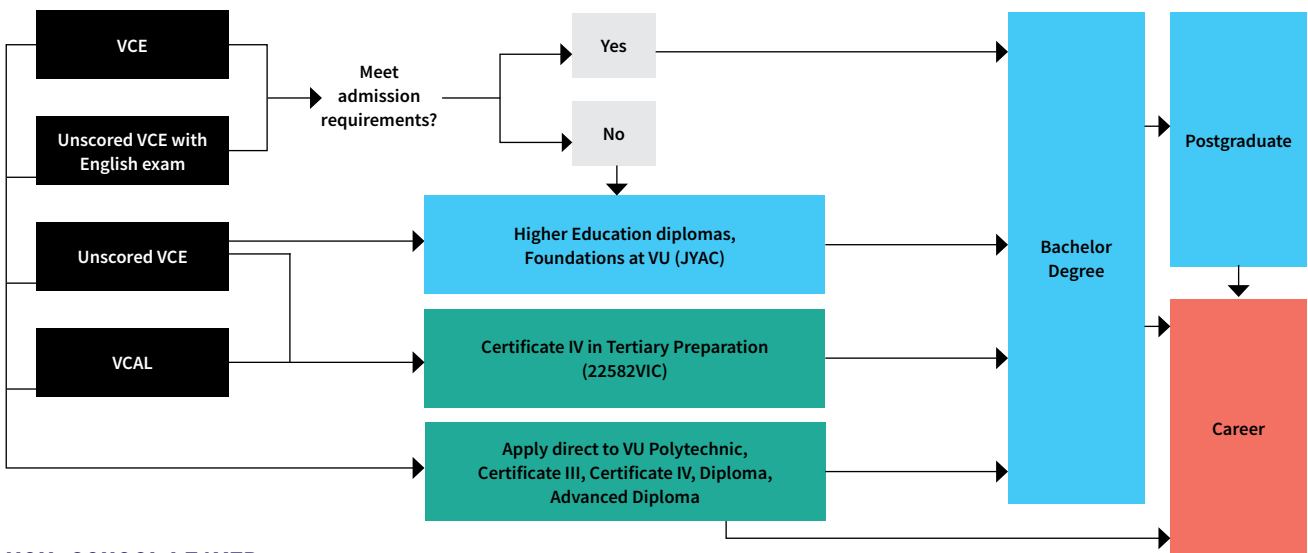 VCE
Unscored VCE with
English exam
Unscored VCE
VCAL
Meet
admission
requirements?
Yes
No
Higher Education diplomas,
Foundations at VU (JYAC)
Certificate IV in Tertiary Preparation
(22582VIC)
Apply direct to VU Polytechnic,
Certificate III, Certificate IV, Diploma,
Advanced Diploma
Bachelor
Degree
Postgraduate
Career